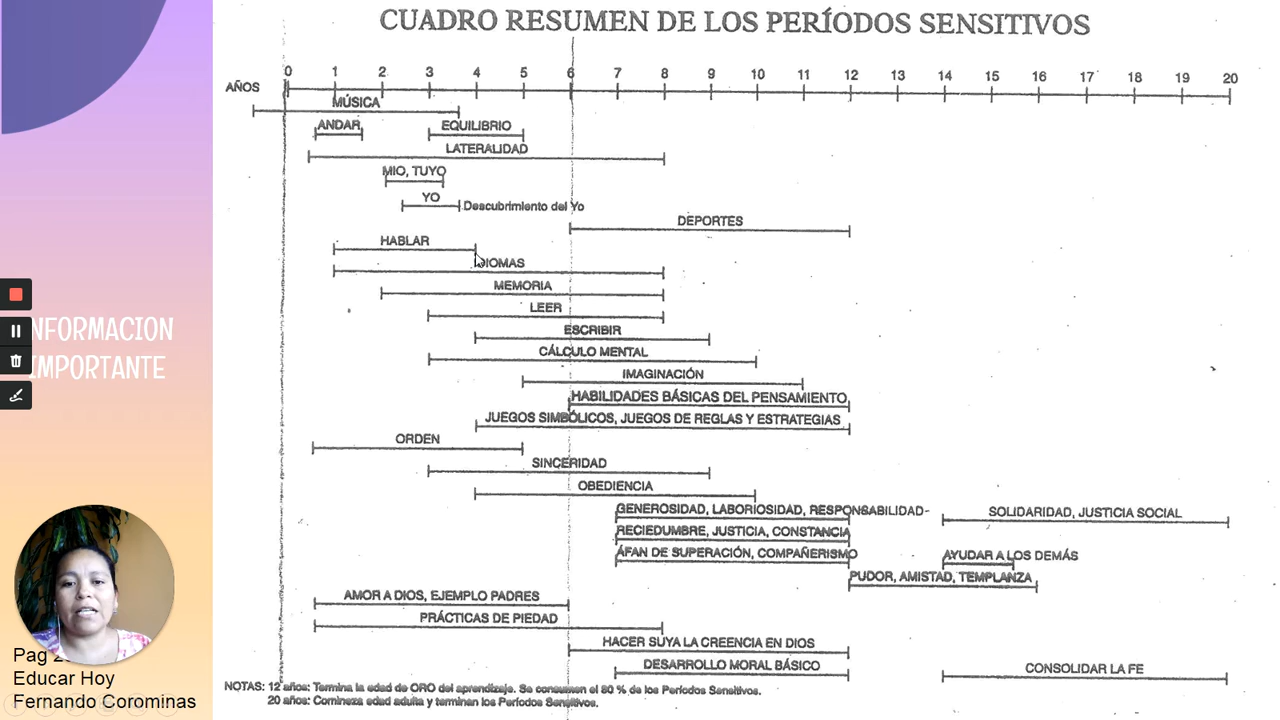 CUADRO RESUMEN DE LOS PERÍODOS SENSITIVOS
AÑOS 0 1 2 3 4 5 6 7 8 9 10 11 12 13 14 15 16 17 18 19 20
MÚSICA
ANDAR EQUILIBRIO
LATERALIDAD
MIO, TUYO
YO Descubrimiento del Yo
DEPORTES
HABLAR
IDIOMAS
MEMORIA
LEER
ESCRIBIR
CÁLCULO MENTAL
IMAGINACIÓN
HABILIDADES BÁSICAS DEL PENSAMIENTO
JUEGOS SIMBÓLICOS, JUEGOS DE REGLAS Y ESTRATEGIAS
ORDEN
SINCERIDAD
OBEDIENCIA
GENEROSIDAD, LABORIOSIDAD, RESPONSABILIDAD- SOLIDARIDAD, JUSTICIA SOCIAL
RECIEDUMBRE, JUSTICIA, CONSTANCIA
ÁFAN DE SUPERACIÓN, COMPAÑERISMO AYUDAR A LOS DEMÁS
PUDOR, AMISTAD, TEMPLANZA
AMOR A DIOS, EJEMPLO PADRES
PRÁCTICAS DE PIEDAD
HACER SUYA LA CREENCIA EN DIOS
DESARROLLO MORAL BÁSICO CONSOLIDAR LA FE
NOTAS: 12 años: Termina la edad de ORO del aprendizaje. Se consumen el 80 % de los Períodos Sensitivos.
20 años: Comineza edad adulta y terminan los Períodos Sensitivos.
INFORMACION
IMPORTANTE
Pag
Educar Hoy
Fernando Corominas